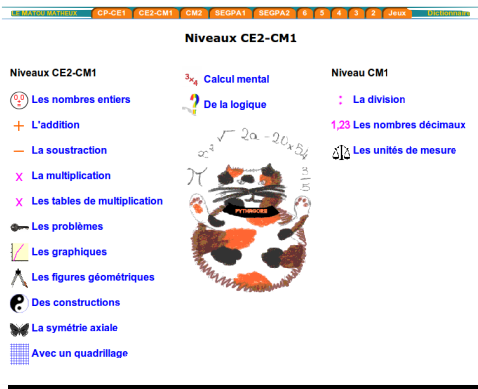 LE MATOU MATHEUX CP-CE1 CE2-CM1 CM2 SEGPA1 SEGPA2 6 5 4 3 2 Jeux Dictionnaire
Niveaux CE2-CM1
Niveaux CE2-CM1
Les nombres entiers
L'addition
La soustraction
La multiplication
Les tables de multiplication
Les problèmes
Les graphiques
Les figures géométriques
Des constructions
La symétrie axiale
Avec un quadrillage
3×4 Calcul mental
De la logique
PYTHAGORE
Niveau CM1
: La division
1,23 Les nombres décimaux
Les unités de mesure